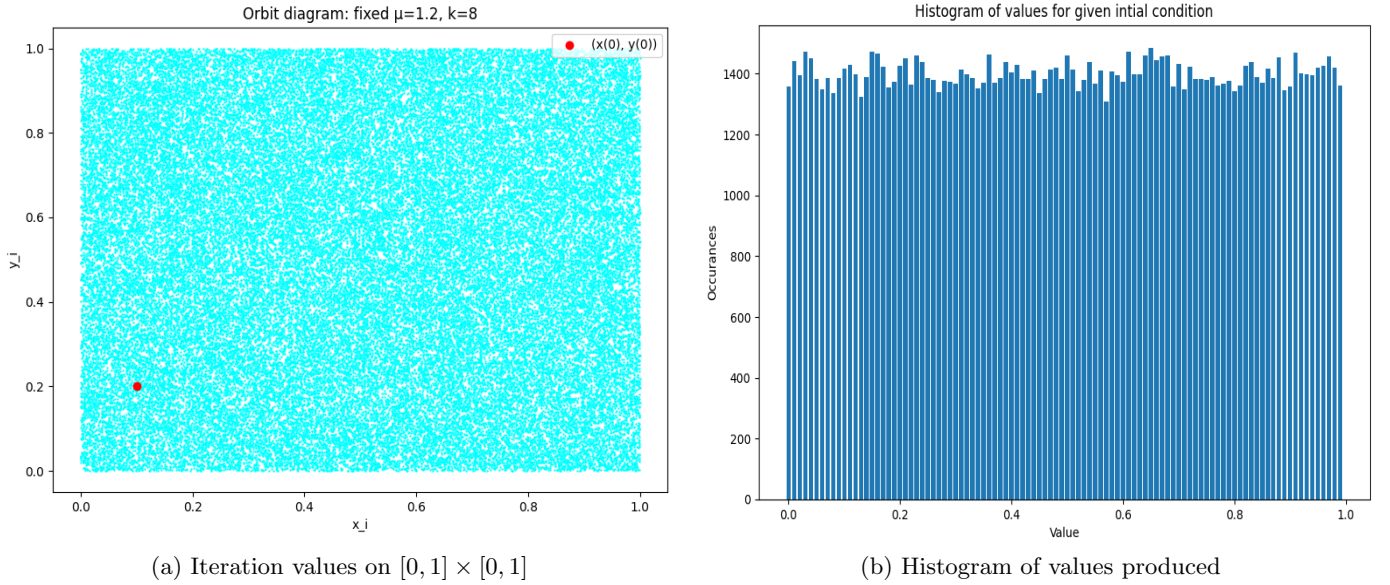 Orbit diagram: fixed μ=1.2, k=8
(x(0), y(0))
1.0
0.8
0.6
0.4
0.2
0.0
y_i
0.0 0.2 0.4 0.6 0.8 1.0
x_i
(a) Iteration values on [0, 1] × [0, 1]
Histogram of values for given intial condition
1400
1200
1000
800
600
400
200
0
Occurances
0.0 0.2 0.4 0.6 0.8 1.0
Value
(b) Histogram of values produced